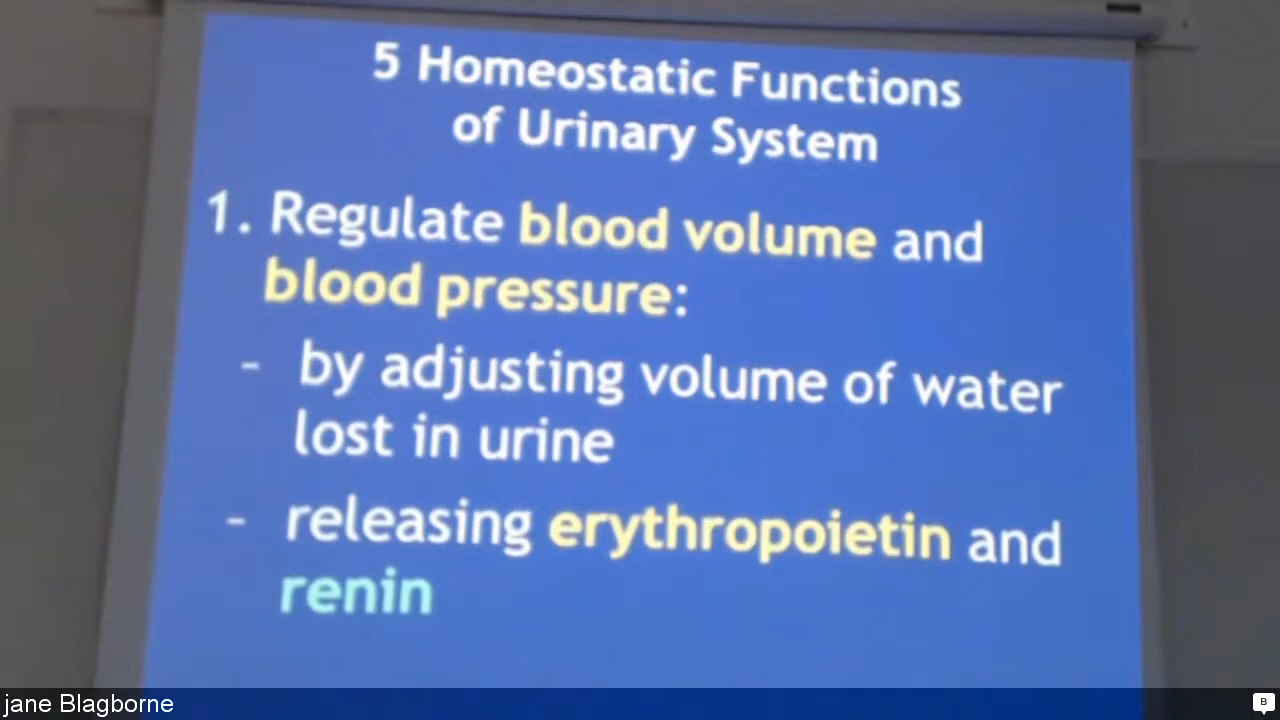 5 Homeostatic Functions
of Urinary System
1. Regulate blood volume and
blood pressure:
- by adjusting volume of water
lost in urine
- releasing erythropoietin and
renin
jane Blagborne
B